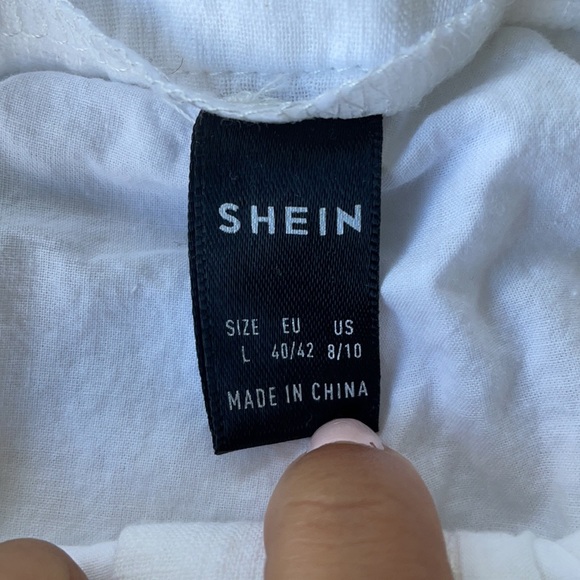 SHEIN
SIZE EU US
L 40/42 8/10
MADE IN CHINA